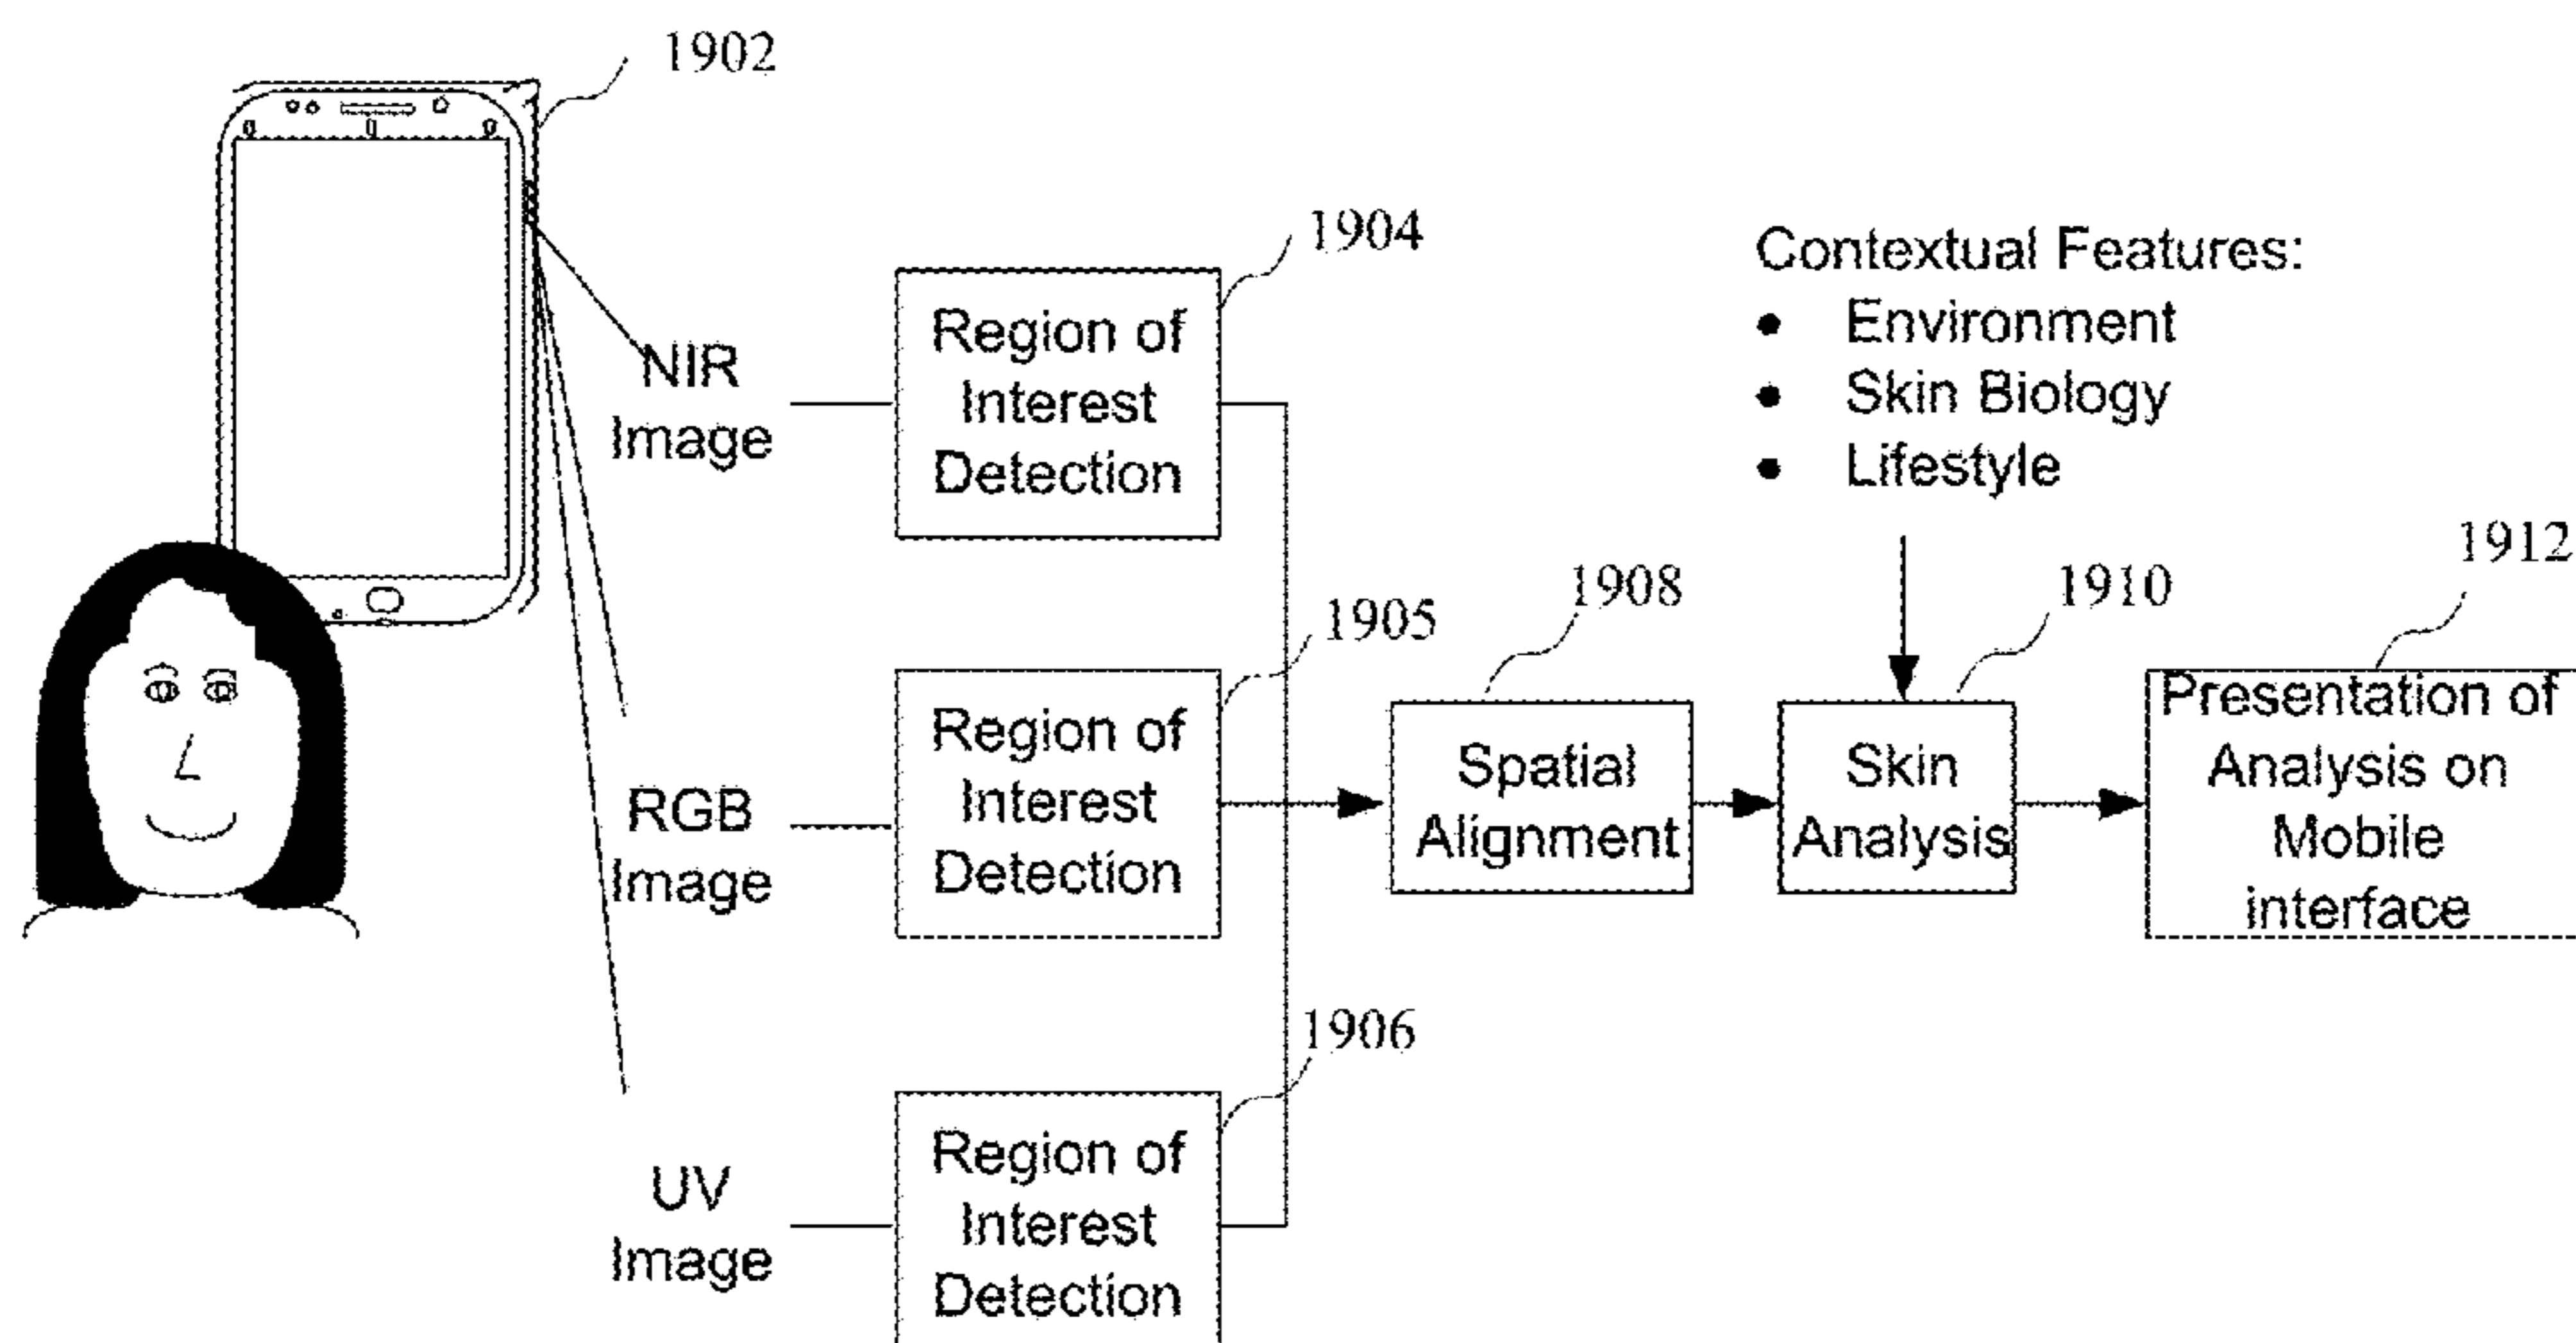 1902
NIR
Image
1904
Region of
Interest
Detection
Contextual Features:
• Environment
• Skin Biology
• Lifestyle
RGB
Image
1905
Region of
Interest
Detection
1908
Spatial
Alignment
1910
Skin
Analysis
1912
Presentation of
Analysis on
Mobile
interface
UV
Image
1906
Region of
Interest
Detection